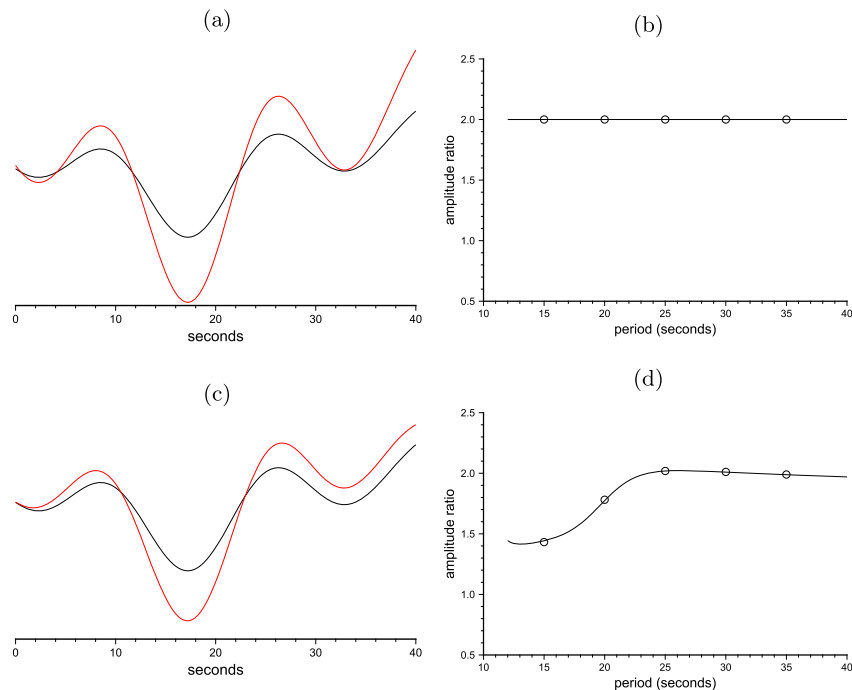 (a)
0 10 20 30 40
seconds
(b)
2.5
2.0
1.5
1.0
0.5
amplitude ratio
10 15 20 25 30 35 40
period (seconds)
(c)
0 10 20 30 40
seconds
(d)
2.5
2.0
1.5
1.0
0.5
amplitude ratio
10 15 20 25 30 35 40
period (seconds)